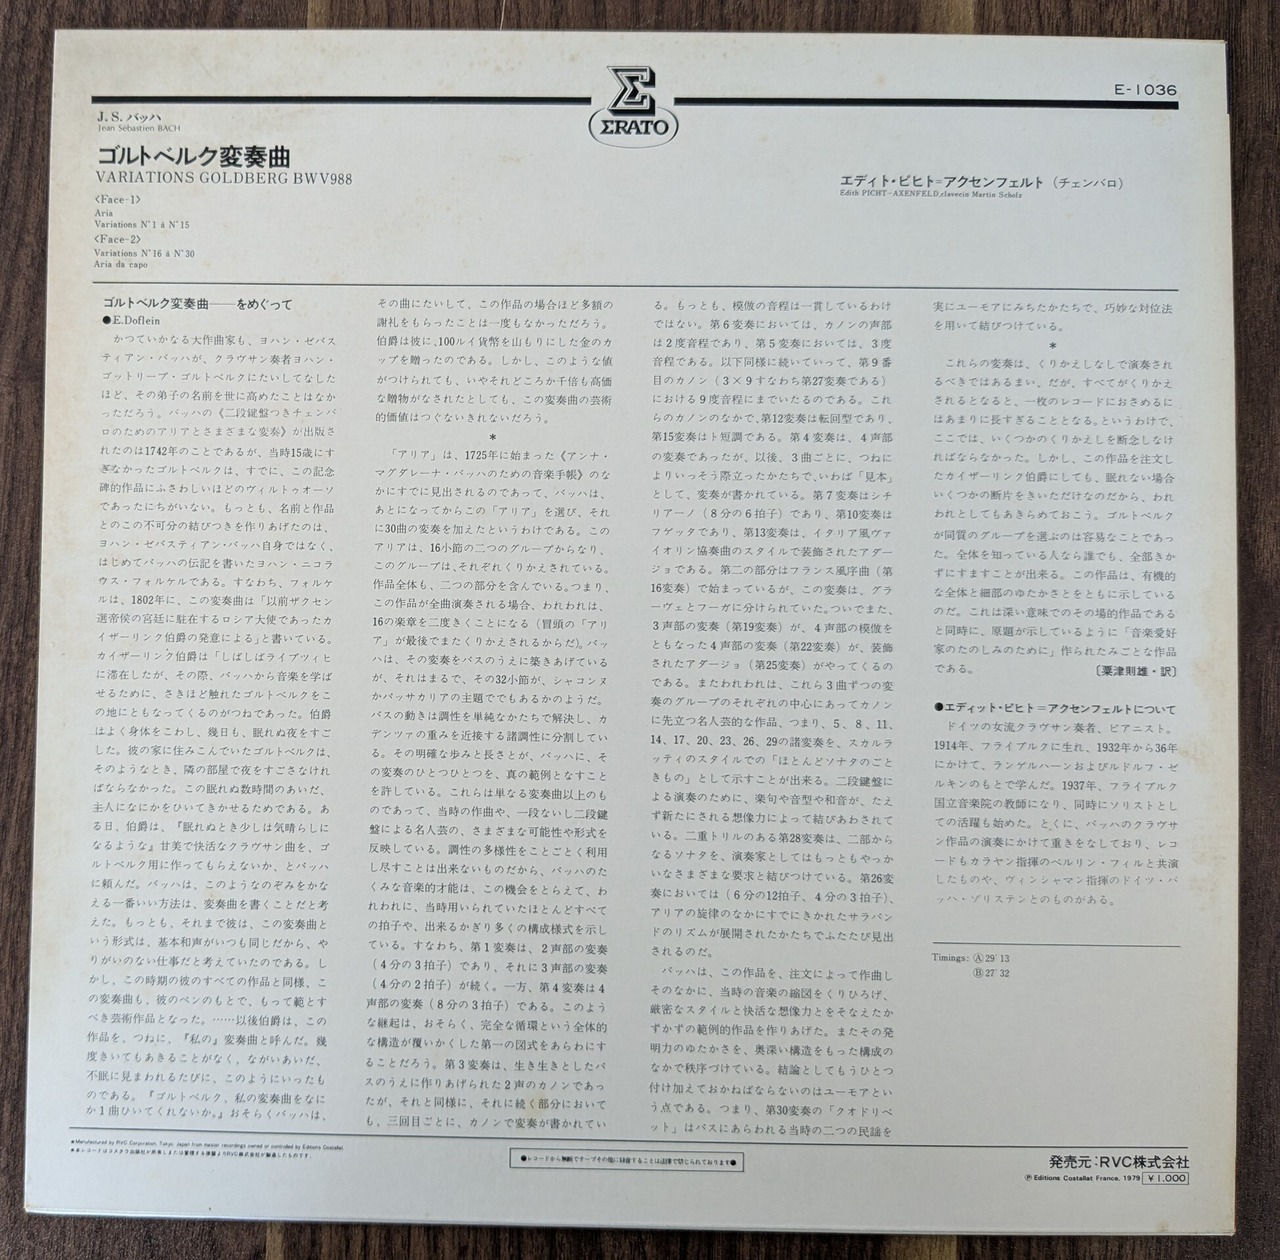 E-1036
ERATO
J. S. バッハ
Jean Sébastien BACH
ゴルトベルク変奏曲
VARIATIONS GOLDBERG BWV988
エディト・ピヒト=アクセンフェルト(チェンバロ)
Edith PICHT-AXENFELD, clavecin Martin Scholz
〈Face-1〉
Aria
Variations N°1 á N°15
〈Face-2〉
Variations N°16 á N°30
Aria da capo
ゴルトベルク変奏曲——をめぐって
●E.Doflein
かつていかなる大作曲家も、ヨハン・ゼバス
ティアン・バッハが、クラヴサン奏者ヨハン・
ゴットリープ・ゴルトベルクにたいしてなした
ほど、その弟子の名前を世に高めたことはなか
っただろう。バッハの《二段鍵盤つきチェンバ
ロのためのアリアとさまざまな変奏》が出版さ
れたのは1742年のことであるが、当時15歳にす
ぎなかったゴルトベルクは、すでに、この記念
碑的作品にふさわしいほどのヴィルトゥオーゾ
であったにちがいない。もっとも、名前と作品
とのこの不可分の結びつきを作りあげたのは、
ヨハン・ゼバスティアン・バッハ自身ではなく、
はじめてバッハの伝記を書いたヨハン・ニコラ
ウス・フォルケルである。すなわち、フォルケ
ルは、1802年に、この変奏曲は「以前ザクセン
選帝侯の宮廷に駐在するロシア大使であったカ
イザーリンク伯爵の発意による」と書いている。
カイザーリンク伯爵は「しばしばライプツィヒ
に滞在したが、その際、バッハから音楽を学ば
せるために、さきほど触れたゴルトベルクをこ
の地にともなってくるのがつねであった。伯爵
はよく身体をこわし、幾日も、眠れぬ夜をすご
した。彼の家に住みこんでいたゴルトベルクは、
そのようなとき、隣の部屋で夜をすごさなけれ
ばならなかった。この眠れぬ数時間のあいだ、
主人になにかをひいてきかせるためである。あ
る日、伯爵は、『眠れぬとき少しは気晴らしに
なるような』甘美で快活なクラヴサン曲を、ゴ
ルトベルク用に作ってもらえないか、とバッハ
に頼んだ。バッハは、このようなのぞみをかな
える一番いい方法は、変奏曲を書くことだと考
えた。もっとも、それまで彼は、この変奏曲と
いう形式は、基本和声がいつも同じだから、や
りがいのない仕事だと考えていたのである。し
かし、この時期の彼のすべての作品と同様、こ
の変奏曲も、彼のペンのもとで、もって範とす
べき芸術作品となった。……以後伯爵は、この
作品を、つねに、『私の』変奏曲と呼んだ。幾
度きいてもあきることがなく、ながいあいだ、
不眠に見まわれるたびに、このようにいったも
のである。『ゴルトベルク、私の変奏曲をなに
か1曲ひいてくれないか。』おそらくバッハは、
その曲にたいして、この作品の場合ほど多額の
謝礼をもらったことは一度もなかっただろう。
伯爵は彼に、100ルイ貨幣を山もりにした金のカ
ップを贈ったのである。しかし、このような値
がつけられても、いやそれどころか千倍も高価
な贈物がなされたとしても、この変奏曲の芸術
的価値はつぐないきれないだろう。
*
「アリア」は、1725年に始まった《アンナ・
マグダレーナ・バッハのための音楽手帳》のな
かにすでに見出されるのであって、バッハは、
あとになってからこの「アリア」を選び、それ
に30曲の変奏を加えたというわけである。この
アリアは、16小節の二つのグループからなり、
このグループは、それぞれくりかえされている。
作品全体も、二つの部分を含んでいる。つまり、
この作品が全曲演奏される場合、われわれは、
16の楽章を二度きくことになる(冒頭の「アリ
ア」が最後でまたくりかえされるからだ)。バッ
ハは、その変奏をバスのうえに築きあげている
が、それはまるで、その32小節が、シャコンヌ
かパッサカリアの主題ででもあるかのようだ。
バスの動きは調性を単純なかたちで解決し、カ
デンツァの重みを近接する諸調性に分割してい
る。その明確な歩みと長さとが、バッハに、そ
の変奏のひとつひとつを、真の範例となすこと
を許している。これらは単なる変奏曲以上のも
のであって、当時の作曲や、一段ないし二段鍵
盤による名人芸の、さまざまな可能性や形式を
反映している。調性の多様性をことごとく利用
し尽すことは出来ないものだから、バッハのた
くみな音楽的才能は、この機会をとらえて、わ
れわれに、当時用いられていたほとんどすべて
の拍子や、出来るかぎり多くの構成様式を示し
ている。すなわち、第1変奏は、2声部の変奏
(4分の3拍子)であり、それに3声部の変奏
(4分の2拍子)が続く。一方、第4変奏は4
声部の変奏(8分の3拍子)である。このよう
な継起は、おそらく、完全な循環という全体的
な構造が覆いかくした第一の図式をあらわにす
ることだろう。第3変奏は、生き生きとしたバ
スのうえに作りあげられた2声のカノンであっ
たが、それと同様に、それに続く部分において
も、三回目ごとに、カノンで変奏が書かれてい
る。もっとも、模倣の音程は一貫しているわけ
ではない。第6変奏においては、カノンの声部
は2度音程であり、第5変奏においては、3度
音程である。以下同様に続いていって、第9番
目のカノン(3×9すなわち第27変奏である)
における9度音程にまでいたるのである。これ
らのカノンのなかで、第12変奏は転回型であり、
第15変奏はト短調である。第4変奏は、4声部
の変奏であったが、以後、3曲ごとに、つねに
よりいっそう際立ったかたちで、いわば「見本」
として、変奏が書かれている。第7変奏はシチ
リアーノ(8分の6拍子)であり、第10変奏は
フゲッタであり、第13変奏は、イタリア風ヴァ
イオリン協奏曲のスタイルで装飾されたアダー
ジョである。第二の部分はフランス風序曲(第
16変奏)で始まっているが、この変奏は、グラ
ーヴェとフーガに分けられていた。ついでまた、
3声部の変奏(第19変奏)が、4声部の模倣を
ともなった4声部の変奏(第22変奏)が、装飾
されたアダージョ(第25変奏)がやってくるの
である。またわれわれは、これら3曲ずつの変
奏のグループのそれぞれの中心にあってカノン
に先立つ名人芸的な作品、つまり、5、8、11、
14、17、20、23、26、29の諸変奏を、スカルラ
ッティのスタイルでの「ほとんどソナタのごと
きもの」として示すことが出来る。二段鍵盤に
よる演奏のために、楽句や音型や和音が、たえ
ず新たにされる想像力によって結びあわされて
いる。二重トリルのある第28変奏は、二部から
なるソナタを、演奏家としてはもっともやっか
いなさまざまな要求と結びつけている。第26変
奏においては(6分の12拍子、4分の3拍子)、
アリアの旋律のなかにすでにきかれたサラバン
ドのリズムが展開されたかたちでふたたび見出
されるのだ。
バッハは、この作品を、注文によって作曲し
そのなかに、当時の音楽の縮図をくりひろげ、
厳密なスタイルと快活な想像力とをそなえたか
ずかずの範例的作品を作りあげた。またその発
明力のゆたかさを、奥深い構造をもった構成の
なかで秩序づけている。結論としてもうひとつ
付け加えておかねばならないのはユーモアとい
う点である。つまり、第30変奏の「クオドリベ
ット」はバスにあらわれる当時の二つの民謡を
実にユーモアにみちたかたちで、巧妙な対位法
を用いて結びつけている。
*
これらの変奏は、くりかえしなしで演奏され
るべきではあるまい、だが、すべてがくりかえ
されるとなると、一枚のレコードにおさめるに
はあまりに長すぎることとなる。というわけで、
ここでは、いくつかのくりかえしを断念しなけ
ればならなかった。しかし、この作品を注文し
たカイザーリンク伯爵にしても、眠れない場合
いくつかの断片をきいただけなのだから、われ
われとしてもあきらめておこう。ゴルトベルク
が同質のグループを選ぶのは容易なことであっ
た。全体を知っている人なら誰でも、全部きか
ずにすますことが出来る。この作品は、有機的
な全体と細部のゆたかさとをともに示している
のだ。これは深い意味でのその場的作品である
と同時に、原題が示しているように「音楽愛好
家のたのしみのために」作られたみごとな作品
である。
〔粟津則雄・訳〕
●エディット・ピヒト=アクセンフェルトについて
ドイツの女流クラヴサン奏者、ピアニスト。
1914年、フライブルクに生れ、1932年から36年
にかけて、ランゲルハーンおよびルドルフ・ゼ
ルキンのもとで学んだ。1937年、フライブルク
国立音楽院の教師になり、同時にソリストとし
ての活躍も始めた。とくに、バッハのクラヴサ
ン作品の演奏にかけて重きをなしており、レコ
ードもカラヤン指揮のベルリン・フィルと共演
したものや、ヴィンシャマン指揮のドイツ・バ
ッハ・ゾリステンとのものがある。
Timings: Ⓐ29′13
Ⓑ27′32
●Manufactured by RVC Corporation, Tokyo, Japan from master recordings owned or controlled by Editions Costallat.
●レコードから無断でテープその他に録音することは法律で禁じられております●
発売元:RVC株式会社
Ⓟ Editions Costallat France, 1979 ¥1,000